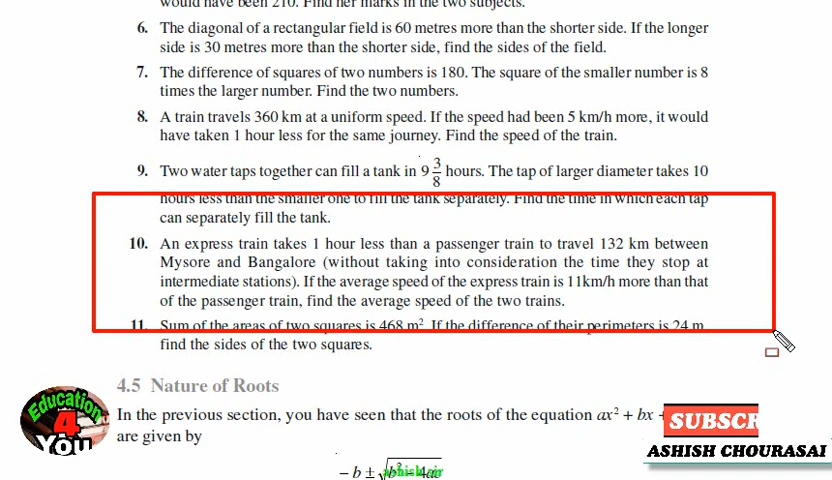 would have been 210. Find her marks in the two subjects.
6. The diagonal of a rectangular field is 60 metres more than the shorter side. If the longer
side is 30 metres more than the shorter side, find the sides of the field.
7. The difference of squares of two numbers is 180. The square of the smaller number is 8
times the larger number. Find the two numbers.
8. A train travels 360 km at a uniform speed. If the speed had been 5 km/h more, it would
have taken 1 hour less for the same journey. Find the speed of the train.
9. Two water taps together can fill a tank in 9 3/8 hours. The tap of larger diameter takes 10
hours less than the smaller one to fill the tank separately. Find the time in which each tap
can separately fill the tank.
10. An express train takes 1 hour less than a passenger train to travel 132 km between
Mysore and Bangalore (without taking into consideration the time they stop at
intermediate stations). If the average speed of the express train is 11km/h more than that
of the passenger train, find the average speed of the two trains.
11. Sum of the areas of two squares is 468 m². If the difference of their perimeters is 24 m,
find the sides of the two squares.
4.5 Nature of Roots
In the previous section, you have seen that the roots of the equation ax² + bx +
are given by
– b ± √b² – 4ac
Education
4
You
SUBSCR
ASHISH CHOURASAI